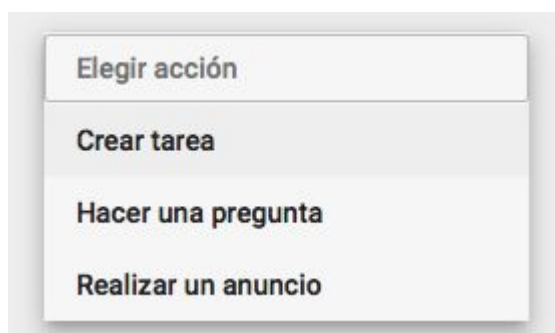 Elegir acción
Crear tarea
Hacer una pregunta
Realizar un anuncio